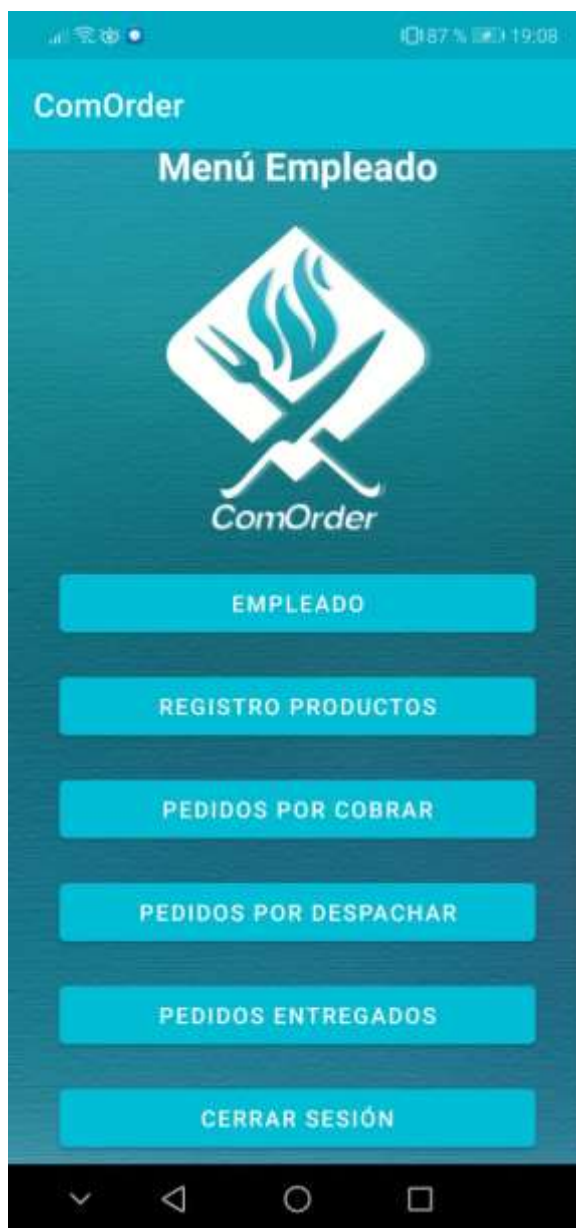 87 % 19:08
ComOrder
Menú Empleado
ComOrder
EMPLEADO
REGISTRO PRODUCTOS
PEDIDOS POR COBRAR
PEDIDOS POR DESPACHAR
PEDIDOS ENTREGADOS
CERRAR SESIÓN